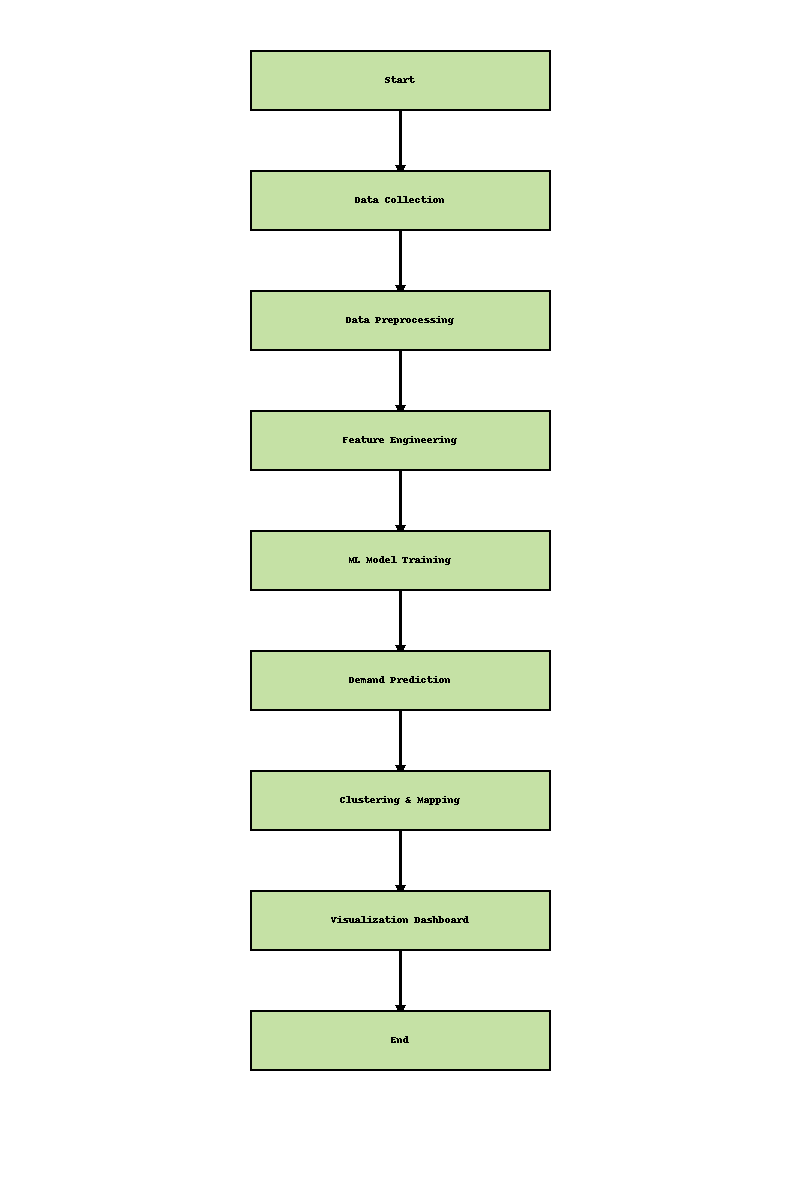 Start
Data Collection
Data Preprocessing
Feature Engineering
ML Model Training
Demand Prediction
Clustering & Mapping
Visualization Dashboard
End